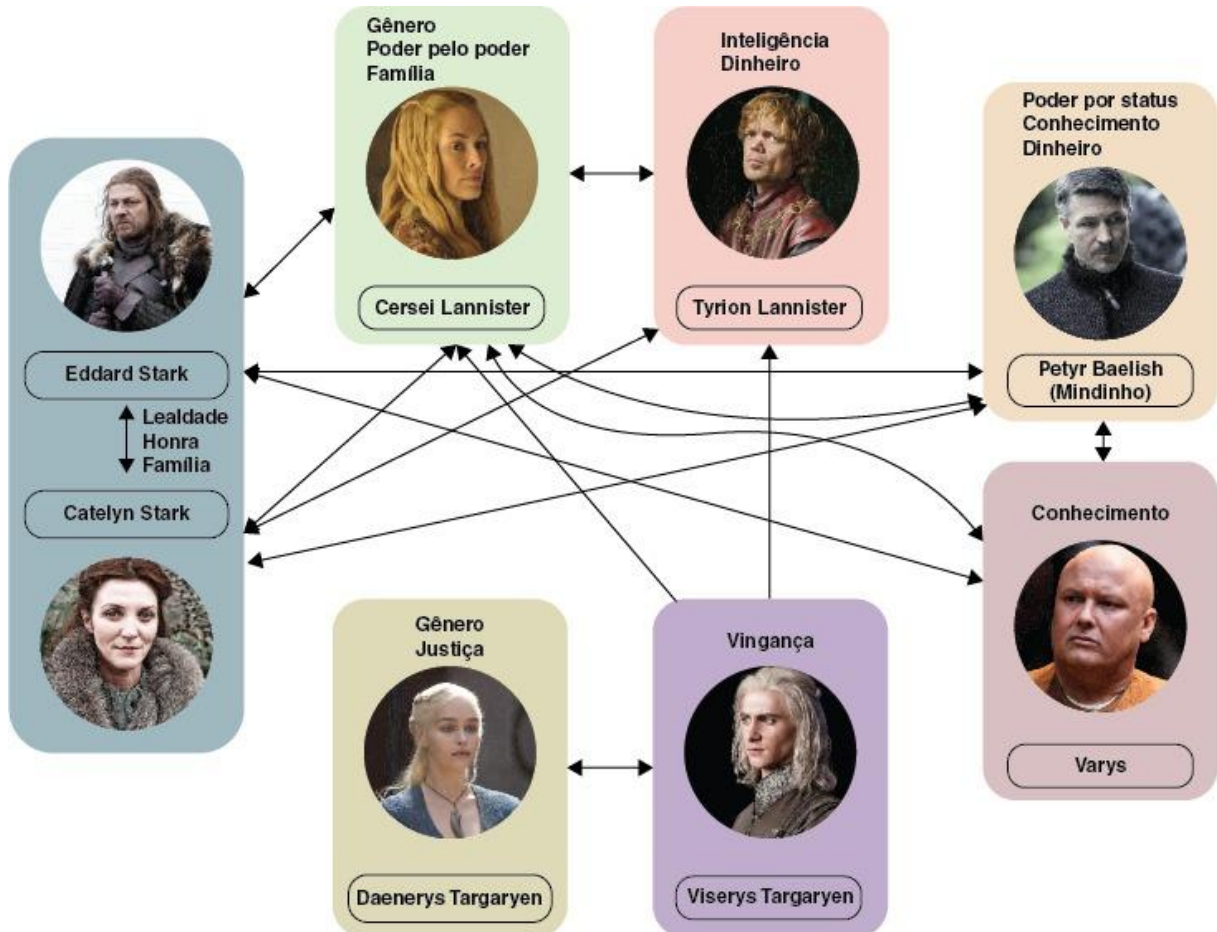 Gênero
Poder pelo poder
Família
Cersei Lannister
Inteligência
Dinheiro
Tyrion Lannister
Poder por status
Conhecimento
Dinheiro
Petyr Baelish
(Mindinho)
Eddard Stark
Lealdade
Honra
Família
Catelyn Stark
Conhecimento
Varys
Gênero
Justiça
Daenerys Targaryen
Vingança
Viserys Targaryen